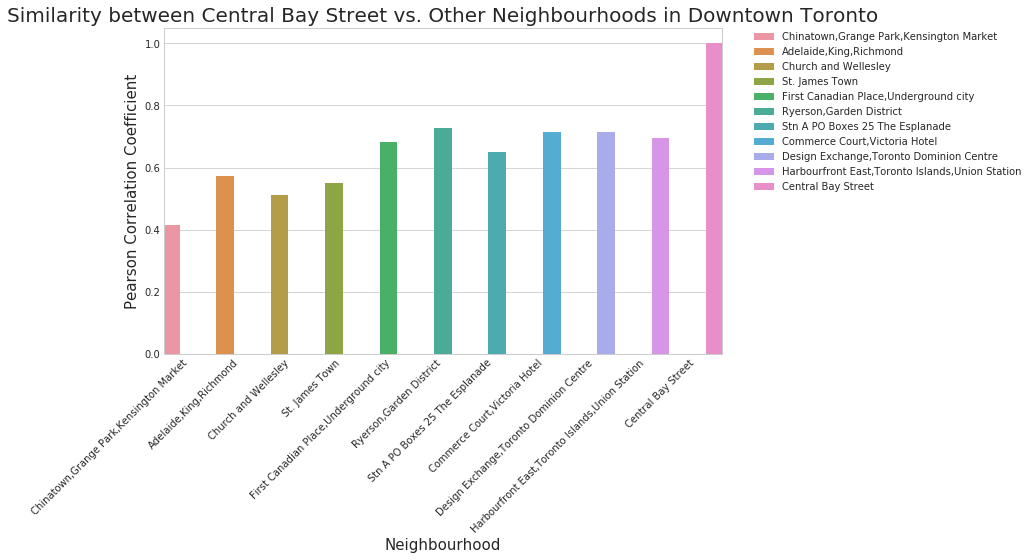 Similarity between Central Bay Street vs. Other Neighbourhoods in Downtown Toronto
Pearson Correlation Coefficient
1.0
0.8
0.6
0.4
0.2
0.0
Chinatown,Grange Park,Kensington Market
Adelaide,King,Richmond
Church and Wellesley
St. James Town
First Canadian Place,Underground city
Ryerson,Garden District
Stn A PO Boxes 25 The Esplanade
Commerce Court,Victoria Hotel
Design Exchange,Toronto Dominion Centre
Harbourfront East,Toronto Islands,Union Station
Central Bay Street
Neighbourhood
Chinatown,Grange Park,Kensington Market
Adelaide,King,Richmond
Church and Wellesley
St. James Town
First Canadian Place,Underground city
Ryerson,Garden District
Stn A PO Boxes 25 The Esplanade
Commerce Court,Victoria Hotel
Design Exchange,Toronto Dominion Centre
Harbourfront East,Toronto Islands,Union Station
Central Bay Street